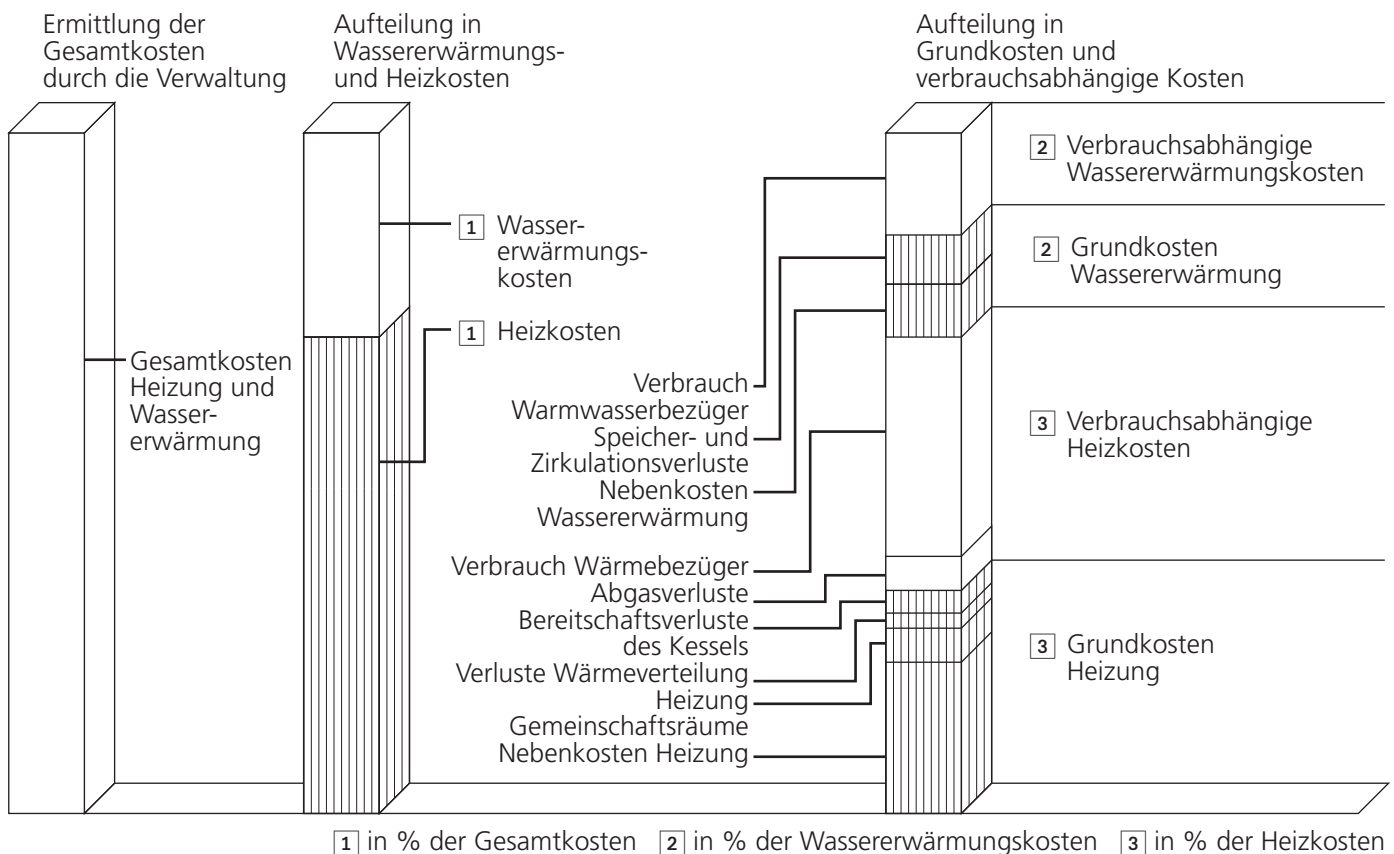 Ermittlung der
Gesamtkosten
durch die Verwaltung
Aufteilung in
Wassererwärmungs-
und Heizkosten
Aufteilung in
Grundkosten und
verbrauchsabhängige Kosten
Gesamtkosten
Heizung und
Wasser-
erwärmung
1 Wasser-
erwärmungs-
kosten
1 Heizkosten
Verbrauch
Warmwasserbezüger
Speicher- und
Zirkulationsverluste
Nebenkosten
Wassererwärmung
Verbrauch Wärmebezüger
Abgasverluste
Bereitschaftsverluste
des Kessels
Verluste Wärmeverteilung
Heizung
Gemeinschaftsräume
Nebenkosten Heizung
2 Verbrauchsabhängige
Wassererwärmungskosten
2 Grundkosten
Wassererwärmung
3 Verbrauchsabhängige
Heizkosten
3 Grundkosten
Heizung
1 in % der Gesamtkosten 2 in % der Wassererwärmungskosten 3 in % der Heizkosten